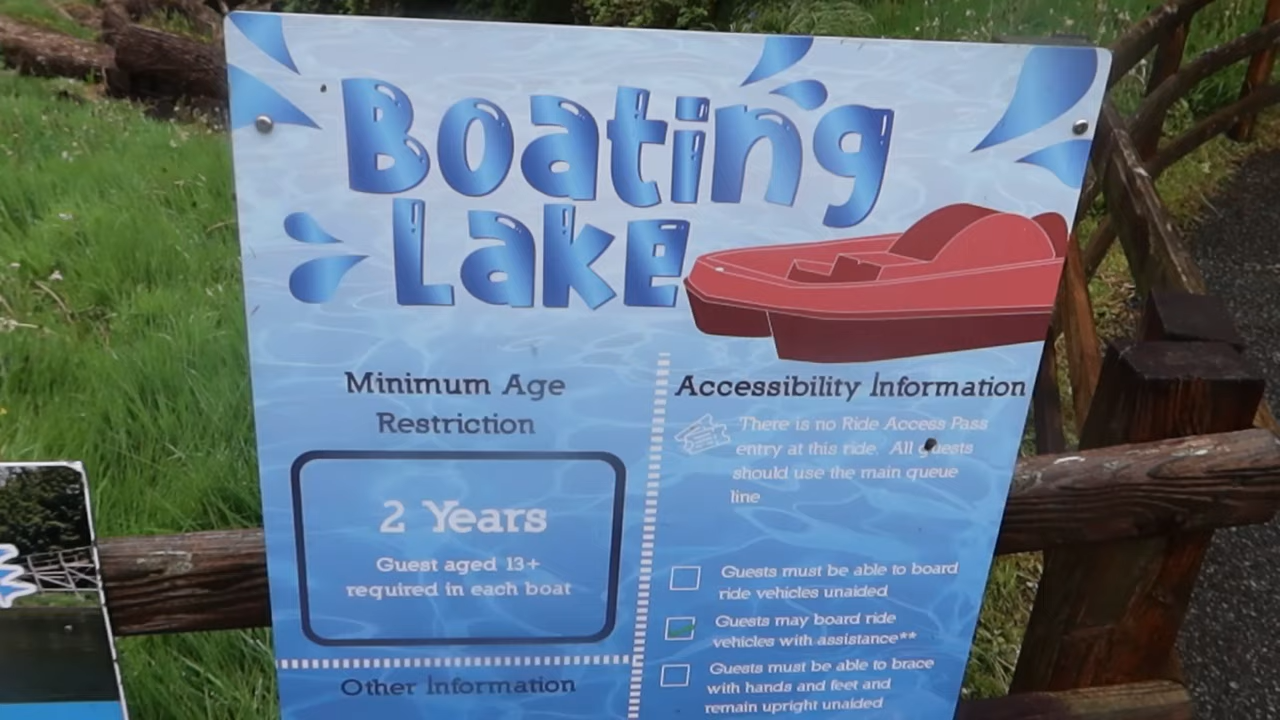 Boating
Lake
Minimum Age
Restriction
2 Years
Guest aged 13+
required in each boat
Other Information
Accessibility Information
There is no Ride Access Pass
entry at this ride. All guests
should use the main queue
line
Guests must be able to board
ride vehicles unaided
Guests may board ride
vehicles with assistance**
Guests must be able to brace
with hands and feet and
remain upright unaided